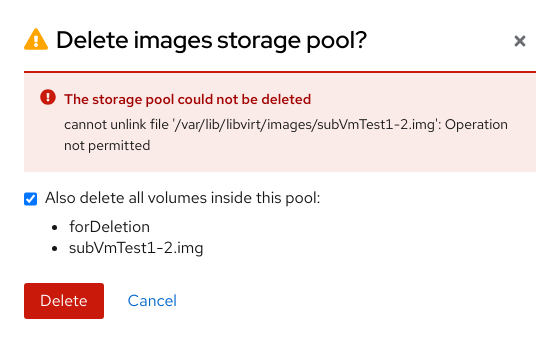 Delete images storage pool?
The storage pool could not be deleted
cannot unlink file '/var/lib/libvirt/images/subVmTest1-2.img': Operation
not permitted
Also delete all volumes inside this pool:
forDeletion
subVmTest1-2.img
Delete Cancel